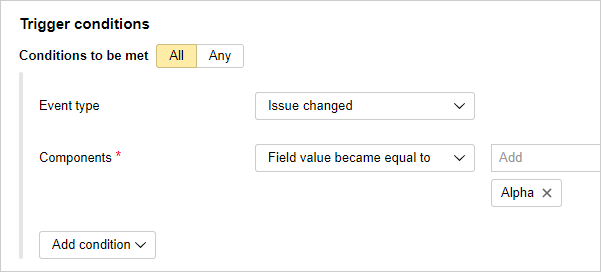 Trigger conditions
Conditions to be met All Any
Event type Issue changed
Components * Field value became equal to Add
Alpha
Add condition